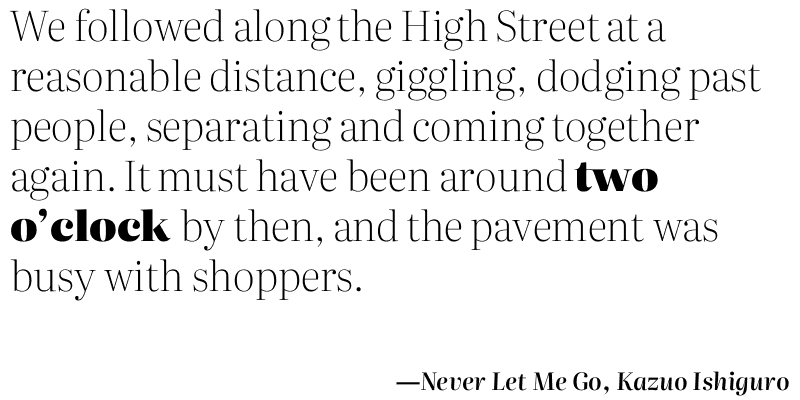 We followed along the High Street at a
reasonable distance, giggling, dodging past
people, separating and coming together
again. It must have been around two
o’clock by then, and the pavement was
busy with shoppers.
—Never Let Me Go, Kazuo Ishiguro